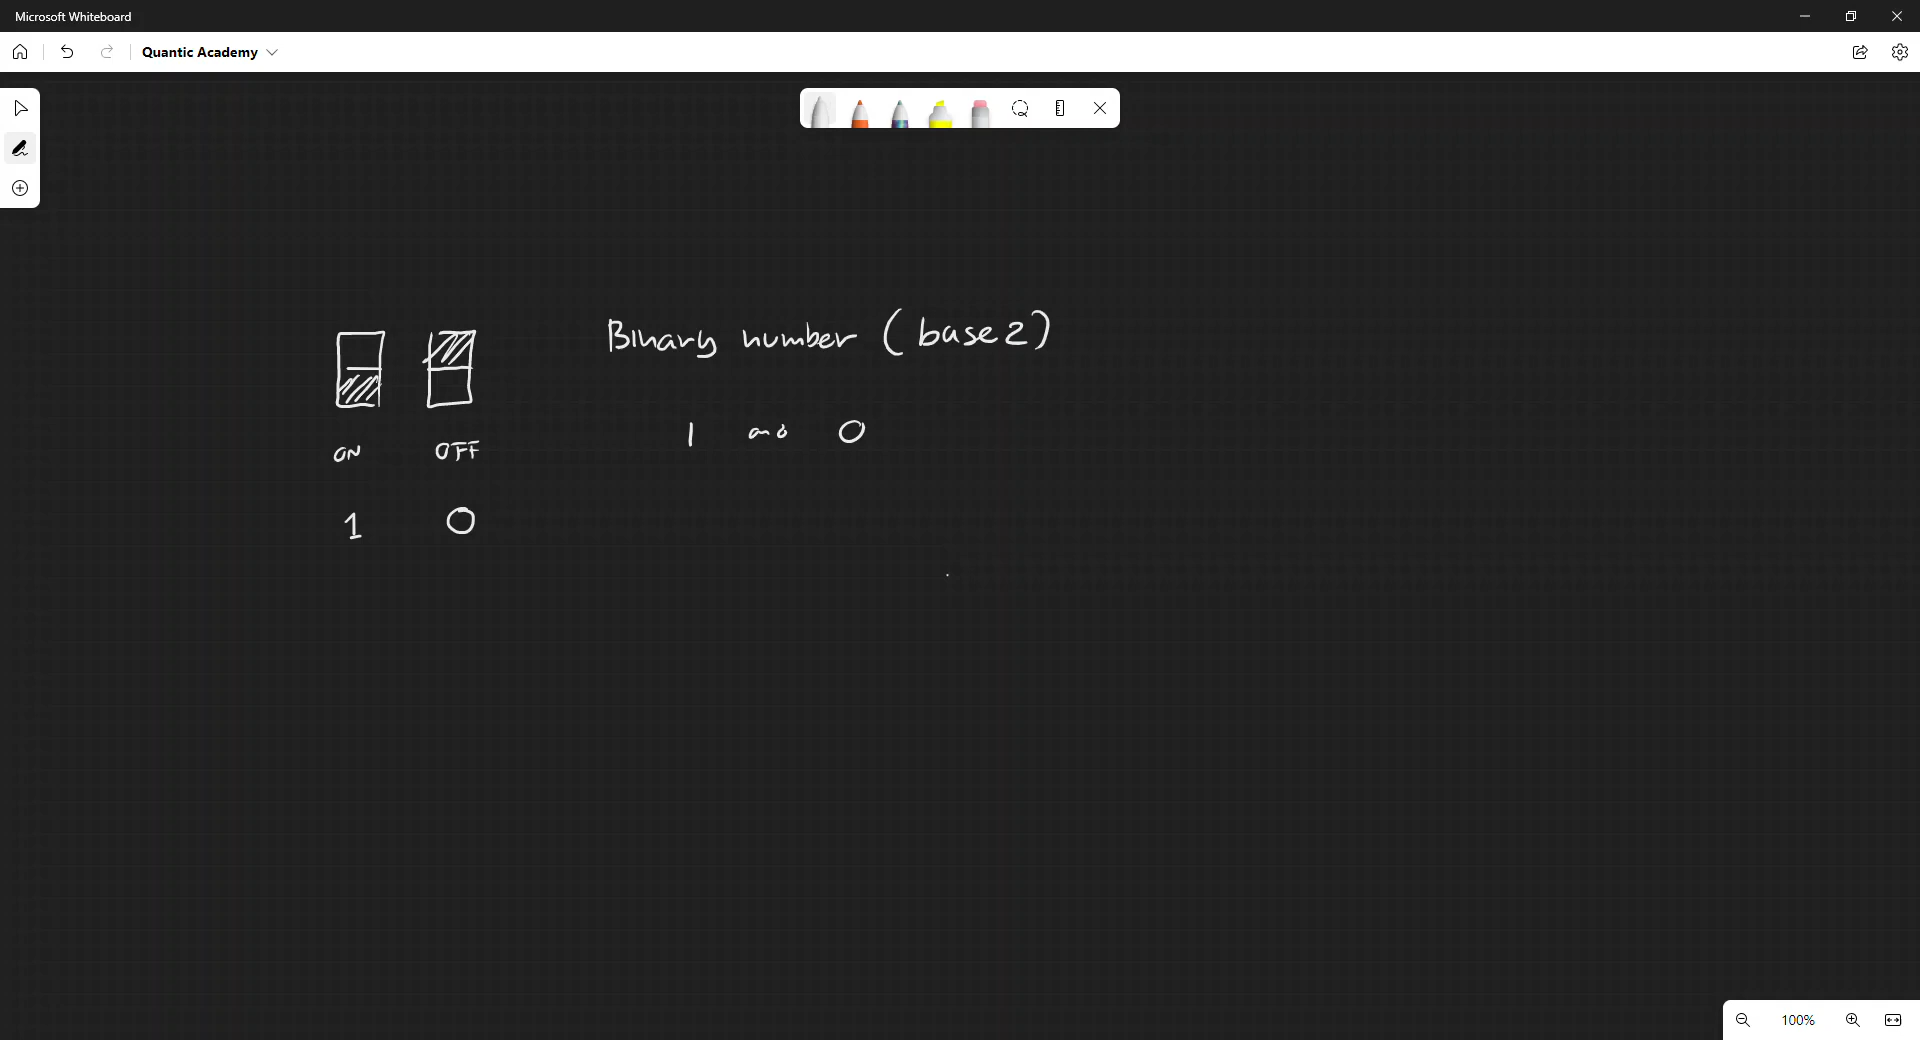 Microsoft Whiteboard
Quantic Academy
Binary number (base 2)
ON OFF
1 and 0
1 0
100%